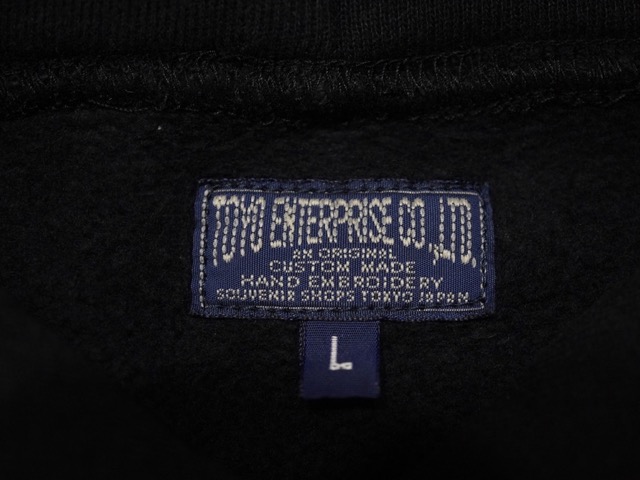 TOYO ENTERPRISE CO.,LTD.
AN ORIGINAL
CUSTOM MADE
HAND EMBROIDERY
SOUVENIR SHOPS TOKYO JAPAN
L